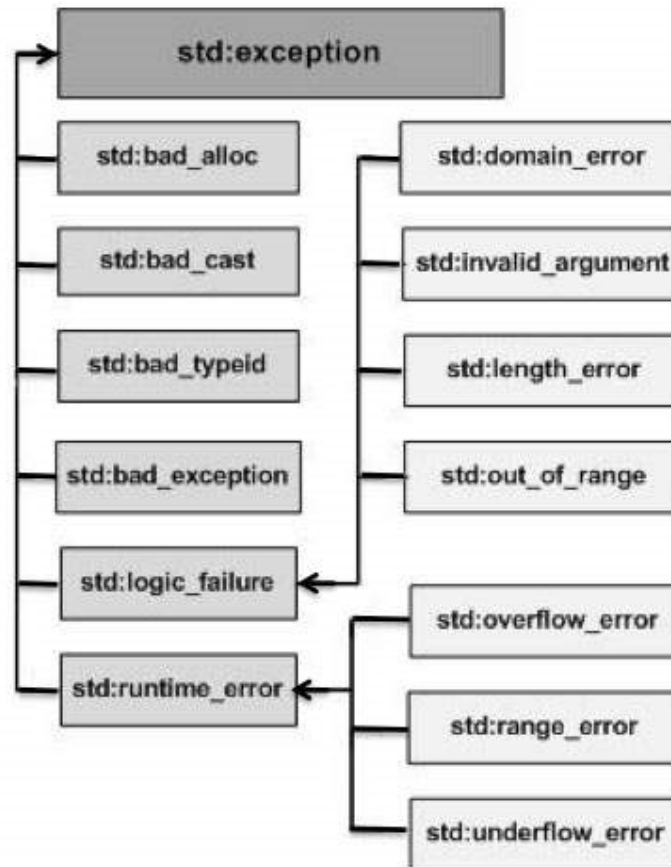 std:exception
std:bad_alloc
std:bad_cast
std:bad_typeid
std:bad_exception
std:logic_failure
std:runtime_error
std:domain_error
std:invalid_argument
std:length_error
std:out_of_range
std:overflow_error
std:range_error
std:underflow_error